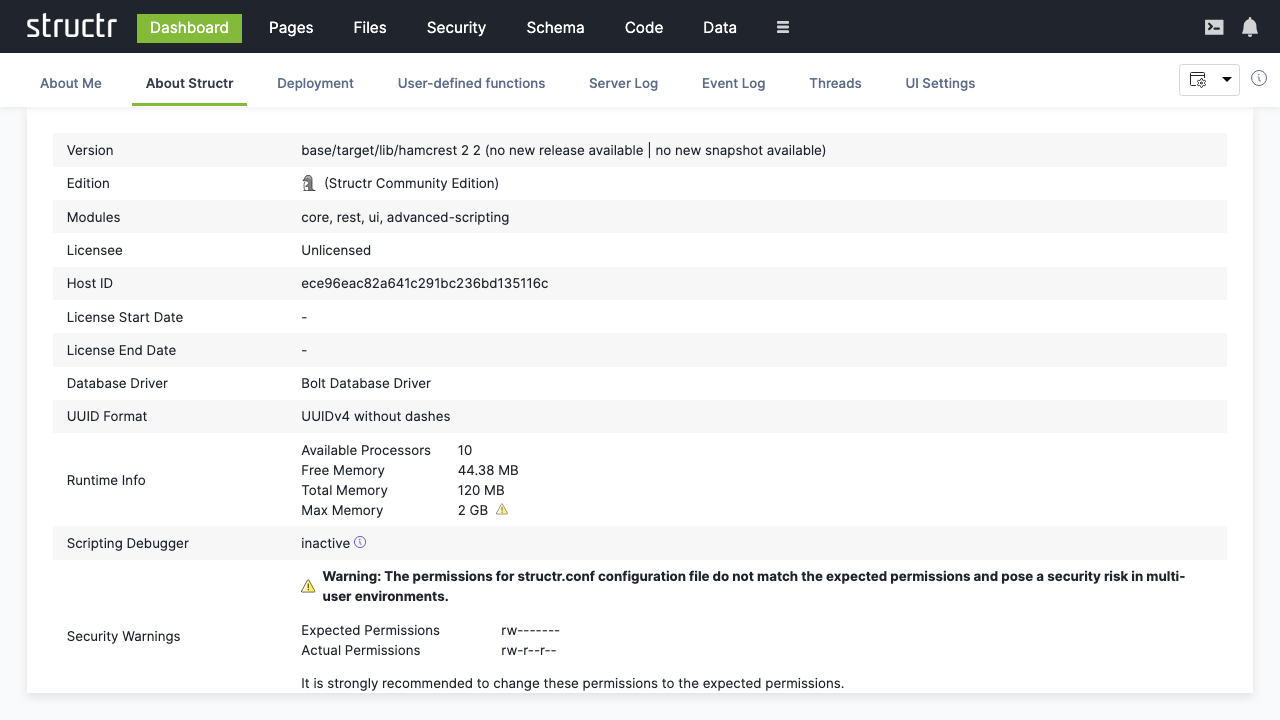 structr Dashboard Pages Files Security Schema Code Data
About Me About Structr Deployment User-defined functions Server Log Event Log Threads UI Settings
Version base/target/lib/hamcrest 2 2 (no new release available | no new snapshot available)
Edition (Structr Community Edition)
Modules core, rest, ui, advanced-scripting
Licensee Unlicensed
Host ID ece96eac82a641c291bc236bd135116c
License Start Date -
License End Date -
Database Driver Bolt Database Driver
UUID Format UUIDv4 without dashes
Runtime Info
Available Processors 10
Free Memory 44.38 MB
Total Memory 120 MB
Max Memory 2 GB
Scripting Debugger inactive
Security Warnings
Warning: The permissions for structr.conf configuration file do not match the expected permissions and pose a security risk in multi-
user environments.
Expected Permissions rw-------
Actual Permissions rw-r--r--
It is strongly recommended to change these permissions to the expected permissions.